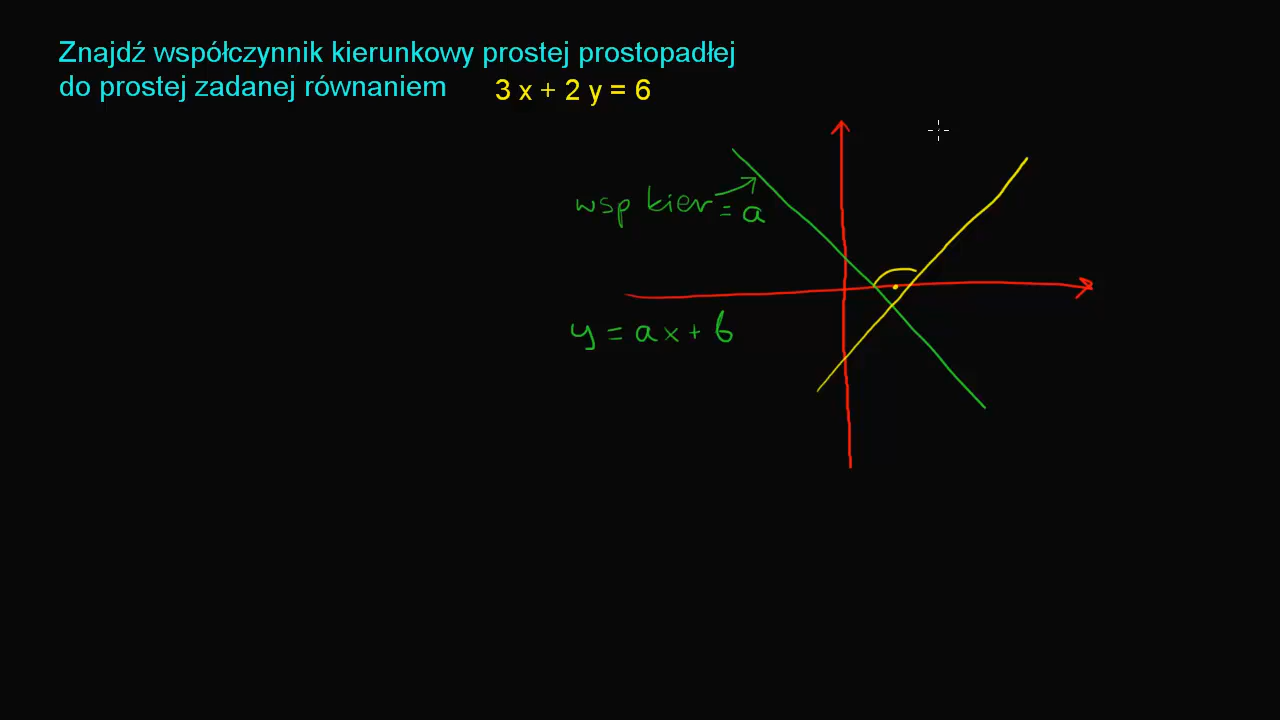 Znajdź współczynnik kierunkowy prostej prostopadłej
do prostej zadanej równaniem 3 x + 2 y = 6
wsp kier = a
y = ax + b